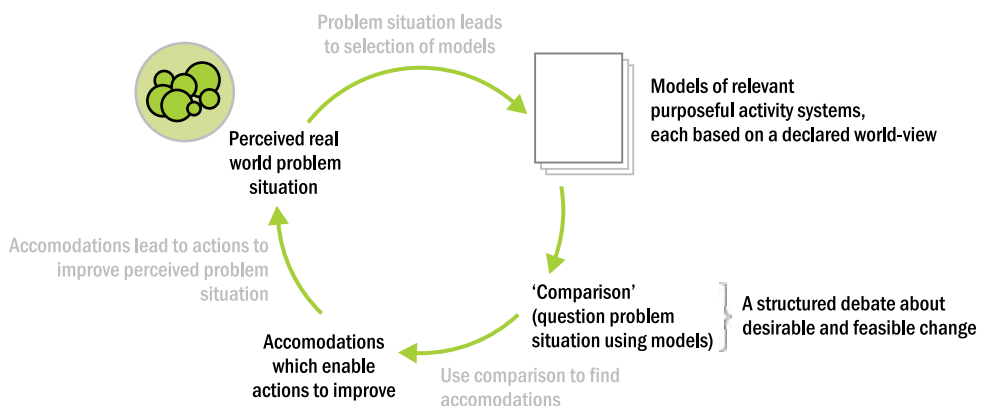 Problem situation leads
to selection of models
Perceived real
world problem
situation
Models of relevant
purposeful activity systems,
each based on a declared world-view
Accomodations lead to actions to
improve perceived problem
situation
‘Comparison’
(question problem
situation using models)
A structured debate about
desirable and feasible change
Accomodations
which enable
actions to improve
Use comparison to find
accomodations